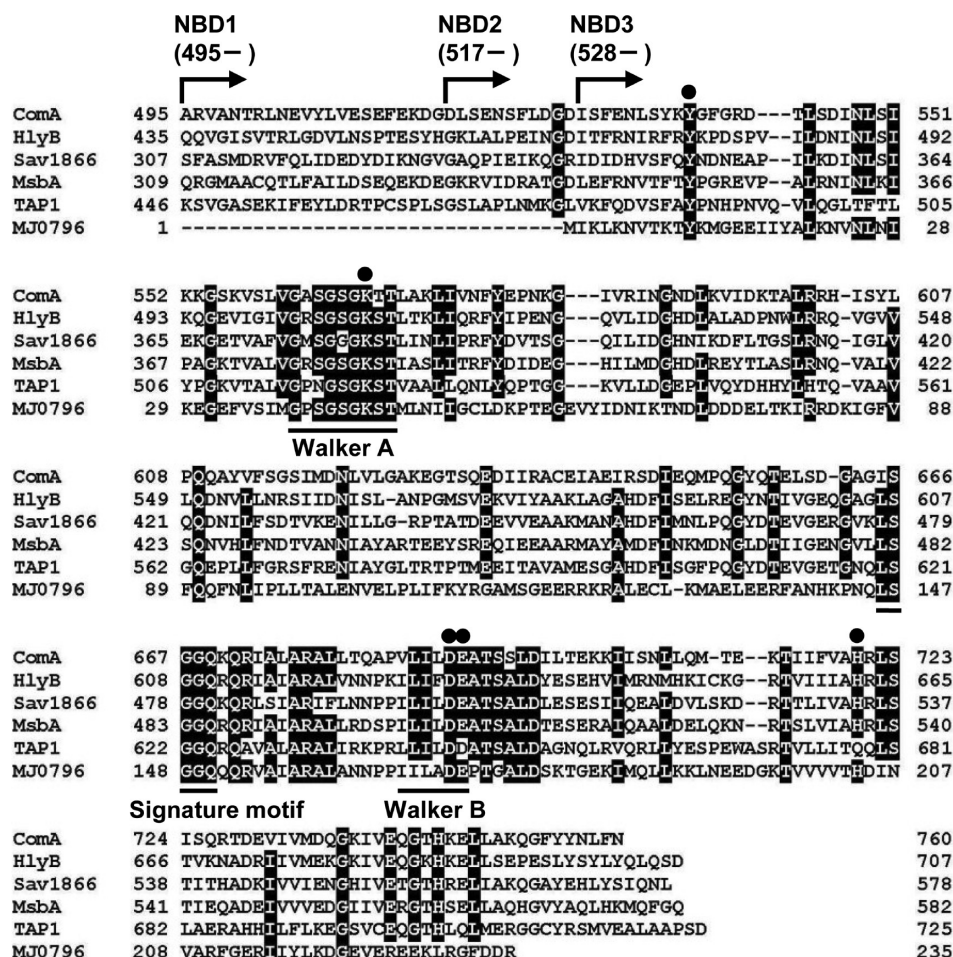 NBD1 NBD2 NBD3
(495－) (517－) (528－)
ComA 495 ARVANTRLNEVYLVESEFEKDGDLSENSFLDGDISFENLSYKYGFGRD---TLSDINLSI 551
HlyB 435 QQVGISVTRLGDVLNSPTESYHGKLALPEINGDITFRNIRFRYKPDSPV---ILDNINLSI 492
Sav1866 307 SFASMDRVFQLIDEDYDIKNGVGAQPIEIKQGRIDIDHVSFQYNDNEAP---ILKDINLSI 364
MsbA 309 QRGMAACQTLFAILDSEQEKDEGKRVIDRATGDLEFRNVTFTYPGREVP---ALRNINLKI 366
TAP1 446 KSVGASEKIFEYLDRTPCSPLSGSLAPLNMKGLVKFQDVSFAYPNHPNVQ-VLQGLTFTL 505
MJ0796 1 --------------------------------MIKLKNVTKTYKMGEEIIYALKNVNLNI 28
ComA 552 KKGSKVSLVGASGSGKTTLAKLIVNFYEPNKG---IVRINGNDLKVIDKTALRRH-ISYL 607
HlyB 493 KQGEVIGIVGRSGSGKSTLTKLIQRFYIPENG---QVLIDGHDLALADPNWLRRQ-VGVV 548
Sav1866 365 EKGETVAFVGMSGGGKSTLINLIPRFYDVTSG---QILIDGHNIKDFLTGSLRNQ-IGLV 420
MsbA 367 PAGKTVALVGRSGSGKSTIASLITRFYDIDEG---HILMDGHDLREYTLASLRNQ-VALV 422
TAP1 506 YPGKVTALVGPNGSGKSTVAALLQNLYQPTGG---KVLLDGEPLVQYDHHYLHTQ-VAAV 561
MJ0796 29 KEGEFVSIMGPSGSGKSTMLNIIGCLDKPTEGEVYIDNIKTNDLDDDELTKIRRDKIGFV 88
Walker A
ComA 608 PQQAYVFSGSIMDNLVLGAKEGTSQEDIIRACEIAEIRSDIEQMPQGYQTELSD-GAGIS 666
HlyB 549 LQDNVLLNRSIIDNISL-ANPGMSVEKVIYAAKLAGAHDFISELREGYNTIVGEQGAGLS 607
Sav1866 421 QQDNILFSDTVKENILLG-RPTATDEEVVEAAKMANAHDFIMNLPQGYDTEVGERGVKLS 479
MsbA 423 SQNVHLFNDTVANNIAYARTEEYSREQIEEAARMAYAMDFINKMDNGLDTIIGENGVLLS 482
TAP1 562 GQEPLLFGRSFRENIAYGLTRTPTMEEITAVAMESGAHDFISGFPQGYDTEVGETGNQLS 621
MJ0796 89 FQQFNLIPLLTALENVELPLIFKYRGAMSGEERRKRALECL-KMAELEERFANHKPNQLS 147
ComA 667 GGQKQRIALARALLTQAPVLILDEATSSLDILTEKKIISNLLQM-TE--KTIIFVAHRLS 723
HlyB 608 GGQRQRIAIARALVNNPKILIFDEATSALDYESEHVIMRNMHKICKG--RTVIIIAHRLS 665
Sav1866 478 GGQKQRLSIARIFLNNPPILILDEATSALDLESESIIQEALDVLSKD--RTTLIVAHRLS 537
MsbA 483 GGQRQRIAIARALLRDSPILILDEATSALDTESERAIQAALDELQKN--RTSLVIAHRLS 540
TAP1 622 GGQRQAVALARALIRKPRLLILDDATSALDAGNQLRVQRLLYESPEWASRTVLLITQQLS 681
MJ0796 148 GGQQQRVAIARALANNPPIILADEPTGALDSKTGEKIMQLLKKLNEEDGKTVVVVTHDIN 207
Signature motif Walker B
ComA 724 ISQRTDEVIVMDQGKIVEQGTHKELLAKQGFYYNLFN 760
HlyB 666 TVKNADRIIVMEKGKIVEQGKHKELLSEPESLYSYLYQLQSD 707
Sav1866 538 TITHADKIVVIENGHIVETGTHRELIAKQGAYEHLYSIQNL 578
MsbA 541 TIEQADEIVVVEDGIIVERGTHSELLAQHGVYAQLHKMQFGQ 582
TAP1 682 LAERAHHILFLKEGSVCEQGTHLQLMERGGCYRSMVEALAAPSD 725
MJ0796 208 VARFGERIIYLKDGEVEREEKLRGFDDR 235